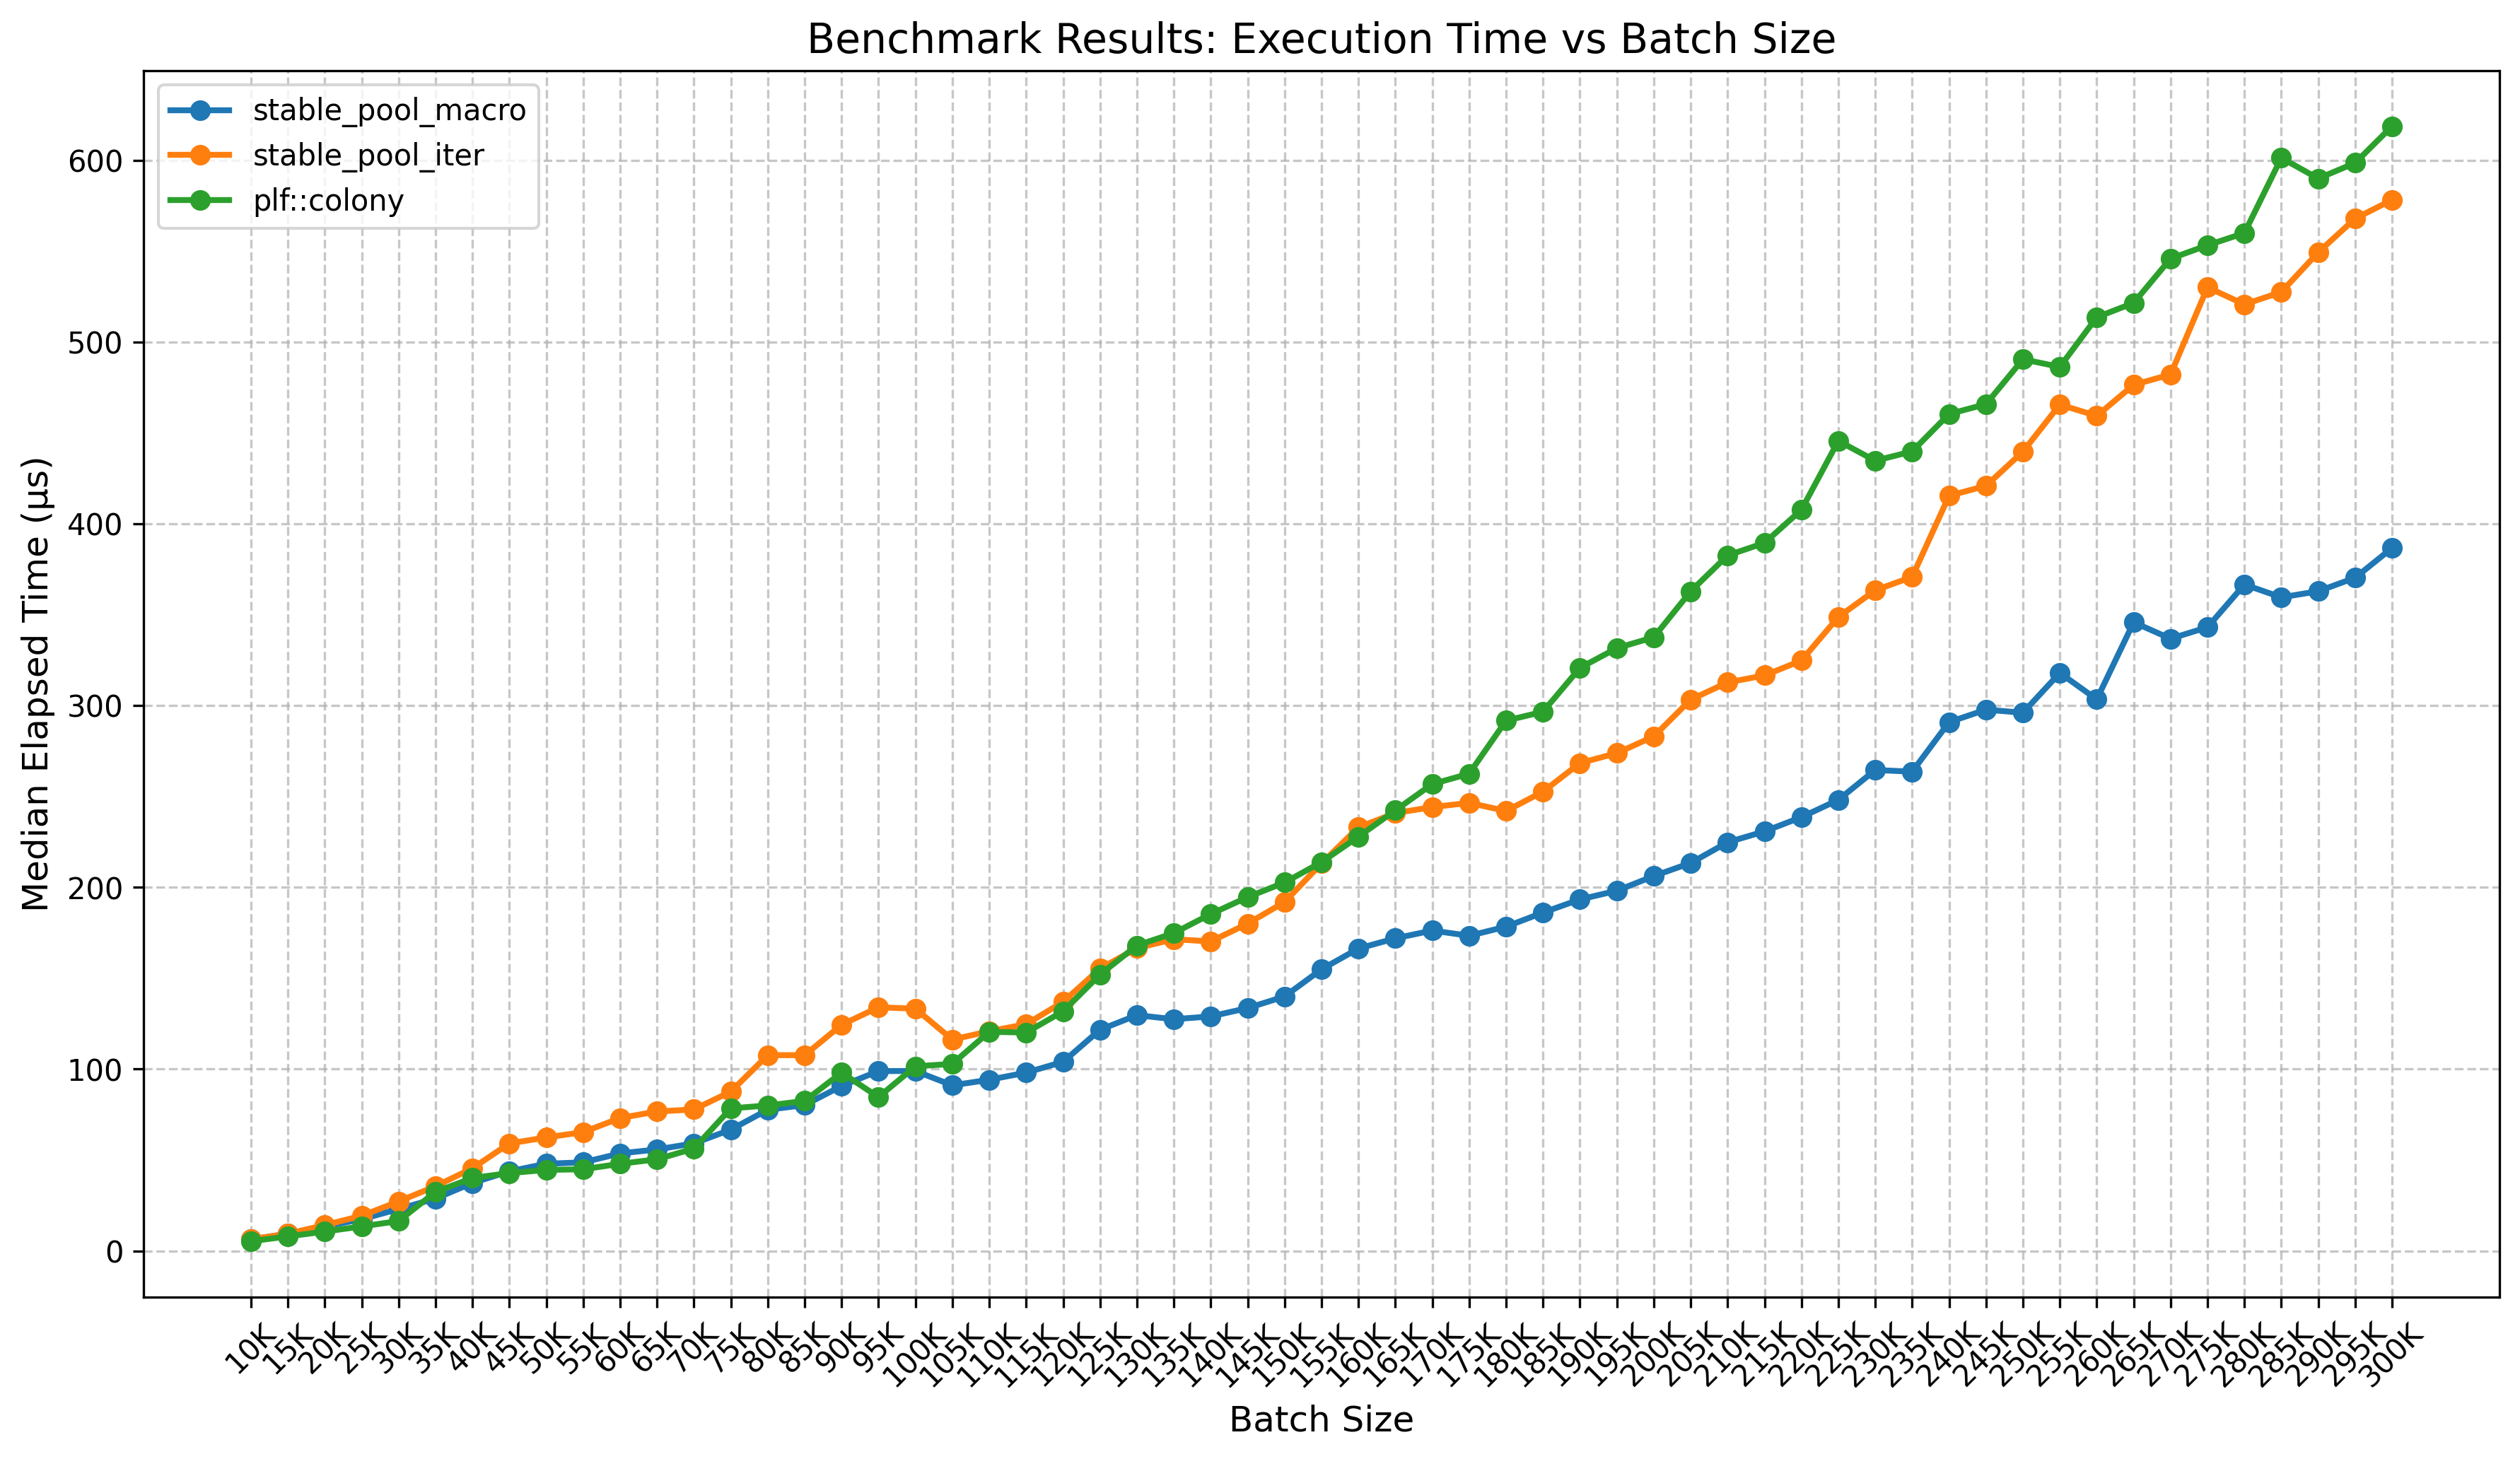 Benchmark Results: Execution Time vs Batch Size
stable_pool_macro
stable_pool_iter
plf::colony
Median Elapsed Time (µs)
600
500
400
300
200
100
0
10K 15K 20K 25K 30K 35K 40K 45K 50K 55K 60K 65K 70K 75K 80K 85K 90K 95K 100K 105K 110K 115K 120K 125K 130K 135K 140K 145K 150K 155K 160K 165K 170K 175K 180K 185K 190K 195K 200K 205K 210K 215K 220K 225K 230K 235K 240K 245K 250K 255K 260K 265K 270K 275K 280K 285K 290K 295K 300K
Batch Size